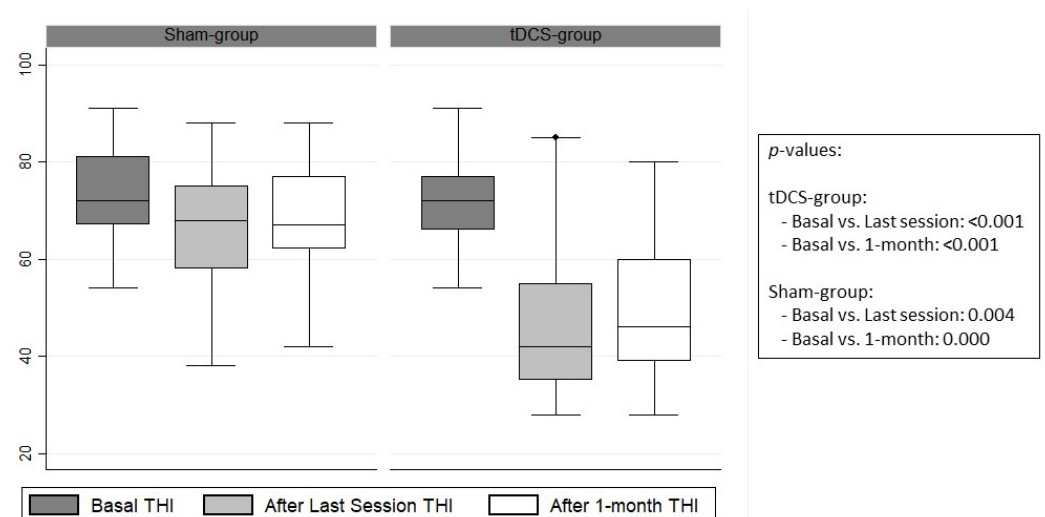 Sham-group
tDCS-group
100
80
60
40
20
p-values:
tDCS-group:
- Basal vs. Last session: <0.001
- Basal vs. 1-month: <0.001
Sham-group:
- Basal vs. Last session: 0.004
- Basal vs. 1-month: 0.000
Basal THI
After Last Session THI
After 1-month THI